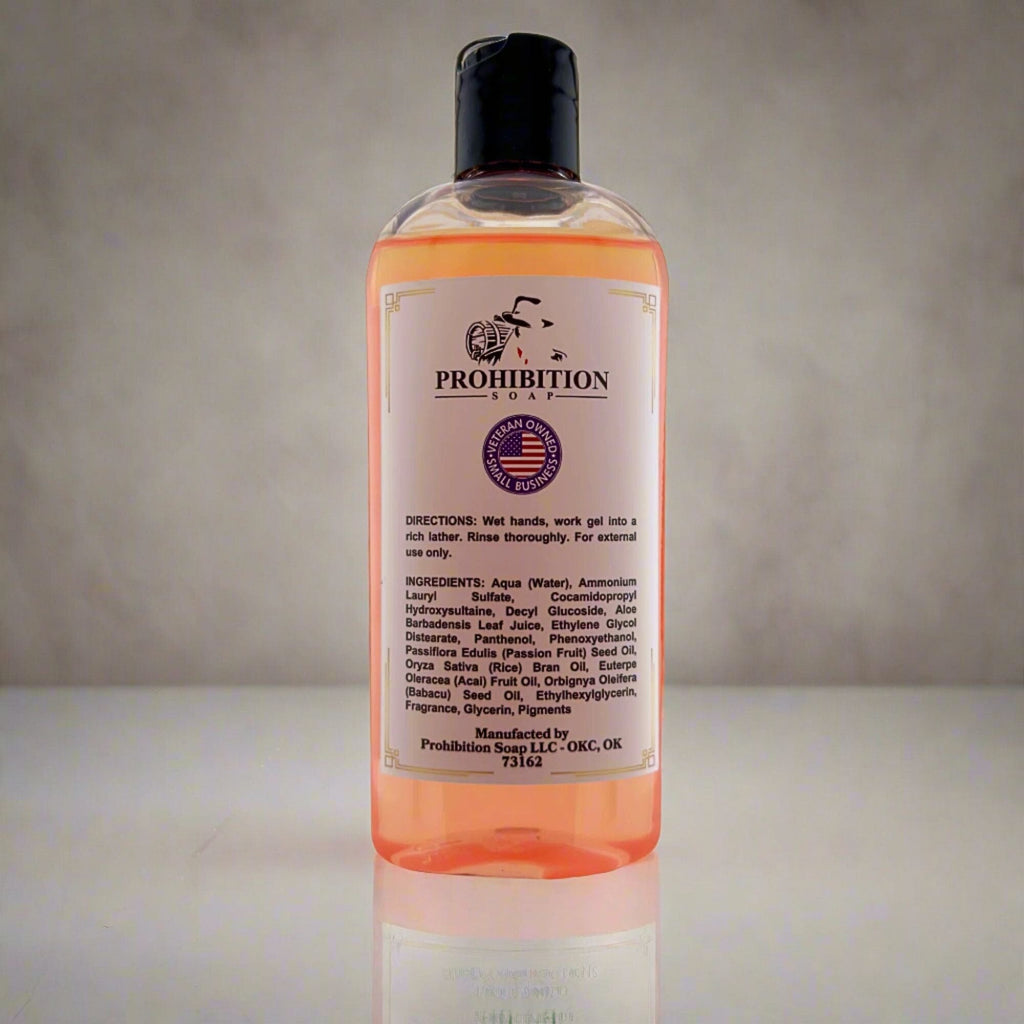 PROHIBITION
SOAP
VETERAN OWNED
SMALL BUSINESS
DIRECTIONS: Wet hands, work gel into a
rich lather. Rinse thoroughly. For external
use only.
INGREDIENTS: Aqua (Water), Ammonium
Lauryl Sulfate, Cocamidopropyl
Hydroxysultaine, Decyl Glucoside, Aloe
Barbadensis Leaf Juice, Ethylene Glycol
Distearate, Panthenol, Phenoxyethanol,
Passiflora Edulis (Passion Fruit) Seed Oil,
Oryza Sativa (Rice) Bran Oil, Euterpe
Oleracea (Acai) Fruit Oil, Orbignya Oleifera
(Babacu) Seed Oil, Ethylhexylglycerin,
Fragrance, Glycerin, Pigments
Manufacted by
Prohibition Soap LLC - OKC, OK
73162